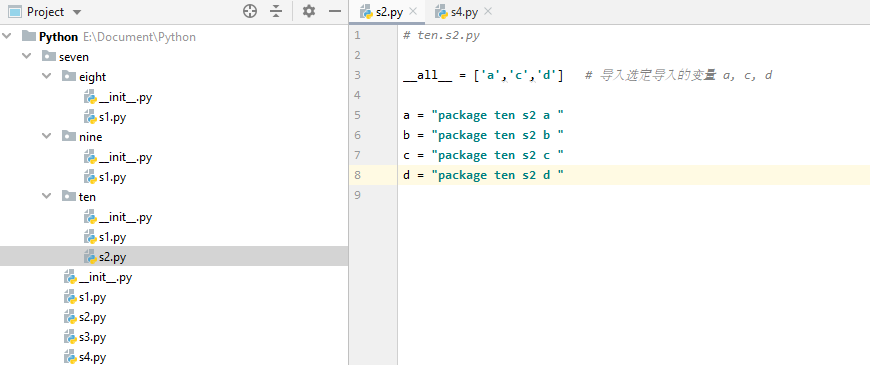 Project
Python E:\Document\Python
seven
eight
__init__.py
s1.py
nine
__init__.py
s1.py
ten
__init__.py
s1.py
s2.py
__init__.py
s1.py
s2.py
s3.py
s4.py
s2.py s4.py
1 # ten.s2.py
2
3 __all__ = ['a','c','d'] # 导入选定导入的变量 a, c, d
4
5 a = "package ten s2 a "
6 b = "package ten s2 b "
7 c = "package ten s2 c "
8 d = "package ten s2 d "
9